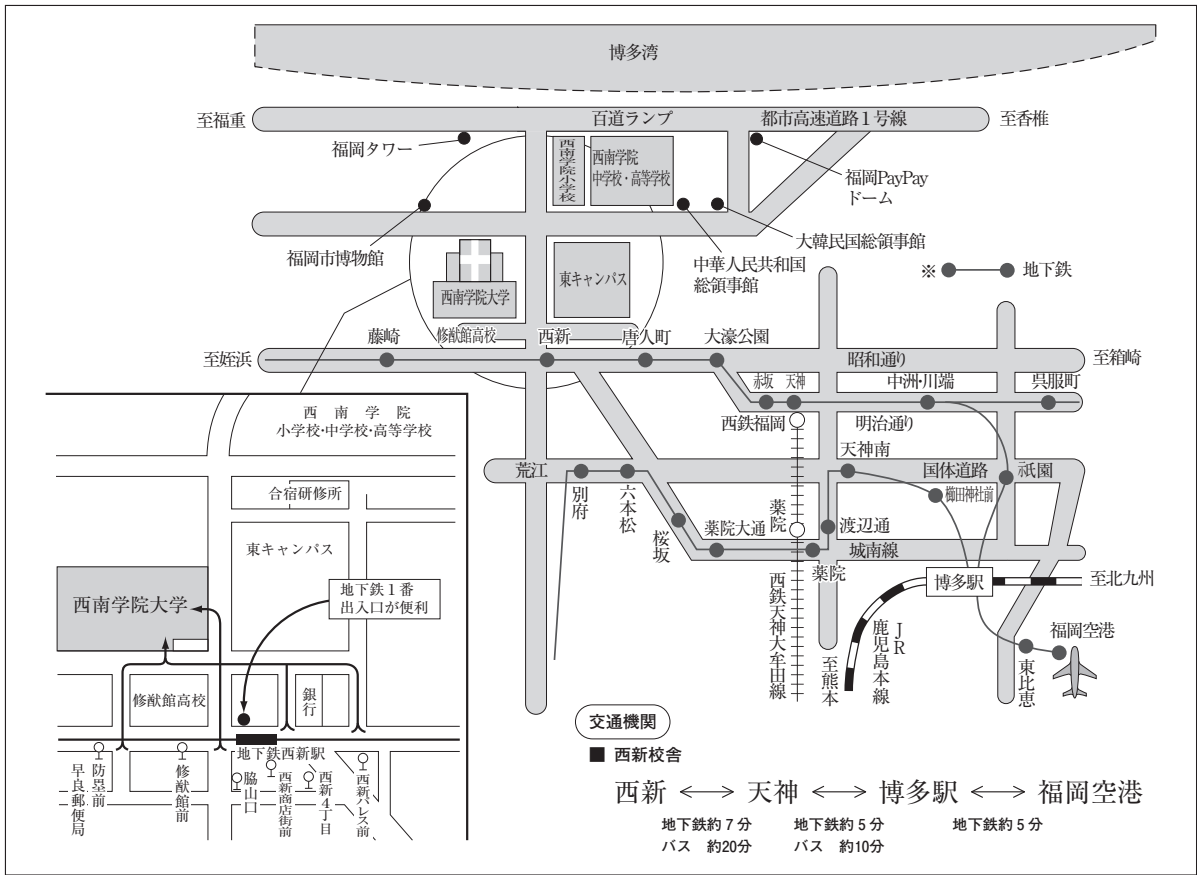 博多湾
至福重
百道ランプ
都市高速道路1号線
至香椎
福岡タワー
西南学院小学校
西南学院
中学校・高等学校
福岡PayPay
ドーム
福岡市博物館
大韓民国総領事館
中華人民共和国
総領事館
西南学院大学
東キャンパス
※
地下鉄
修猷館高校
藤崎
西新
唐人町
大濠公園
至姪浜
昭和通り
至箱崎
赤坂
天神
中洲・川端
呉服町
西鉄福岡
明治通り
天神南
荒江
国体道路
祇園
別府
六本松
桜坂
櫛田神社前
薬院
薬院大通
渡辺通
薬院
城南線
博多駅
至北九州
西鉄天神大牟田線
至熊本
JR
鹿児島本線
福岡空港
東比恵
西南学院
小学校・中学校・高等学校
合宿研修所
東キャンパス
西南学院大学
地下鉄1番
出入口が便利
修猷館高校
銀行
地下鉄西新駅
早良郵便局
防塁前
修猷館前
脇山口
西新商店街前
西新4丁目
西新パレス前
交通機関
■ 西新校舎
西新 ⟷ 天神 ⟷ 博多駅 ⟷ 福岡空港
地下鉄約7分 地下鉄約5分 地下鉄約5分
バス 約20分 バス 約10分